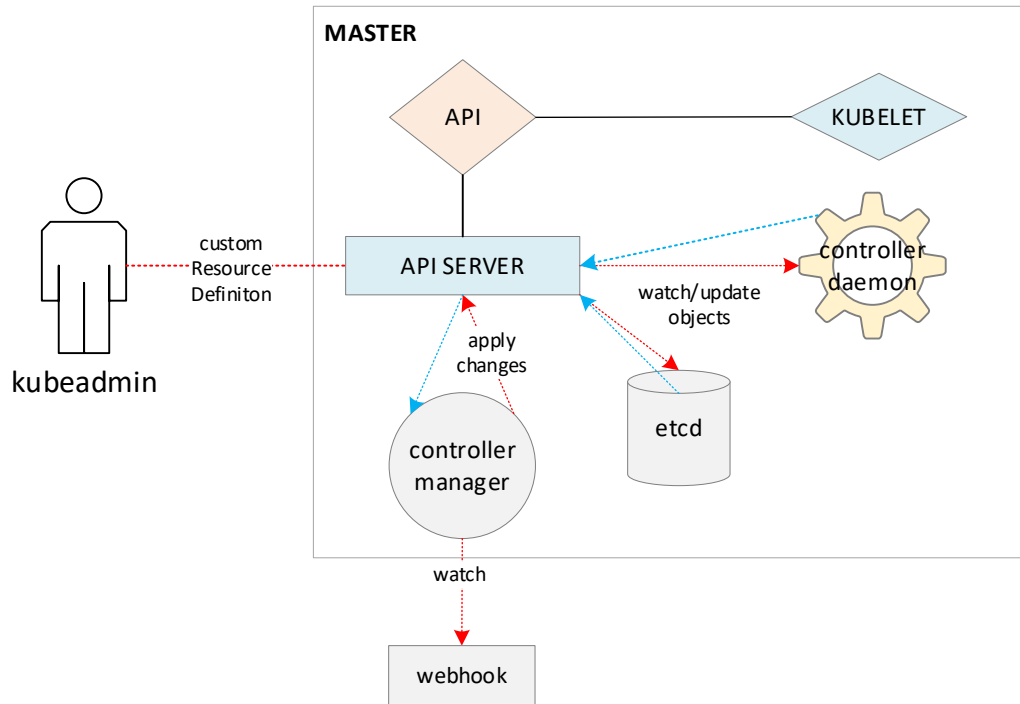 MASTER
API
KUBELET
custom
Resource
Definiton
API SERVER
controller
daemon
watch/update
objects
kubeadmin
apply
changes
etcd
controller
manager
watch
webhook